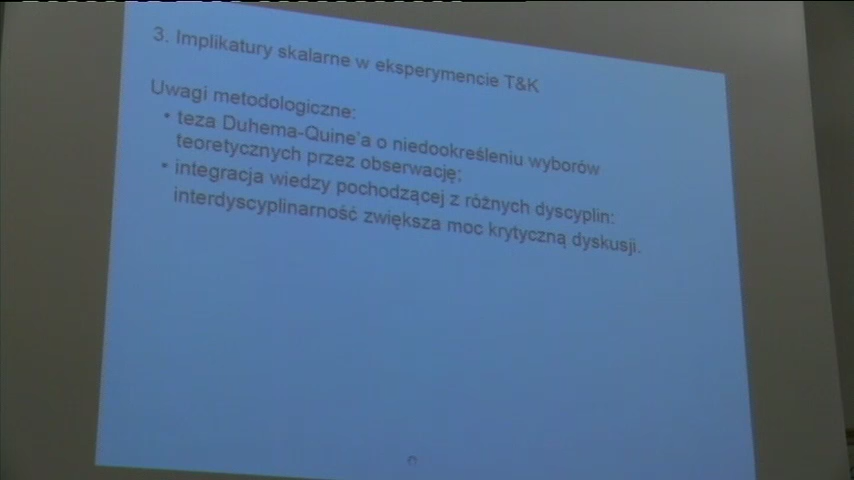 3. Implikatury skalarne w eksperymencie T&K
Uwagi metodologiczne:
• teza Duhema-Quine'a o niedookreśleniu wyborów
teoretycznych przez obserwację;
• integracja wiedzy pochodzącej z różnych dyscyplin:
interdyscyplinarność zwiększa moc krytyczną dyskusji.